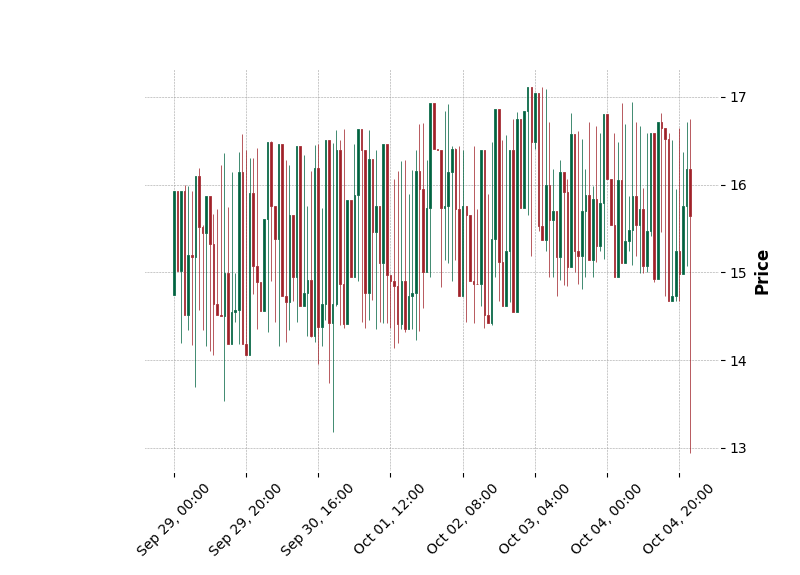 17
16
15
14
13
Price
Sep 29, 00:00
Sep 29, 20:00
Sep 30, 16:00
Oct 01, 12:00
Oct 02, 08:00
Oct 03, 04:00
Oct 04, 00:00
Oct 04, 20:00